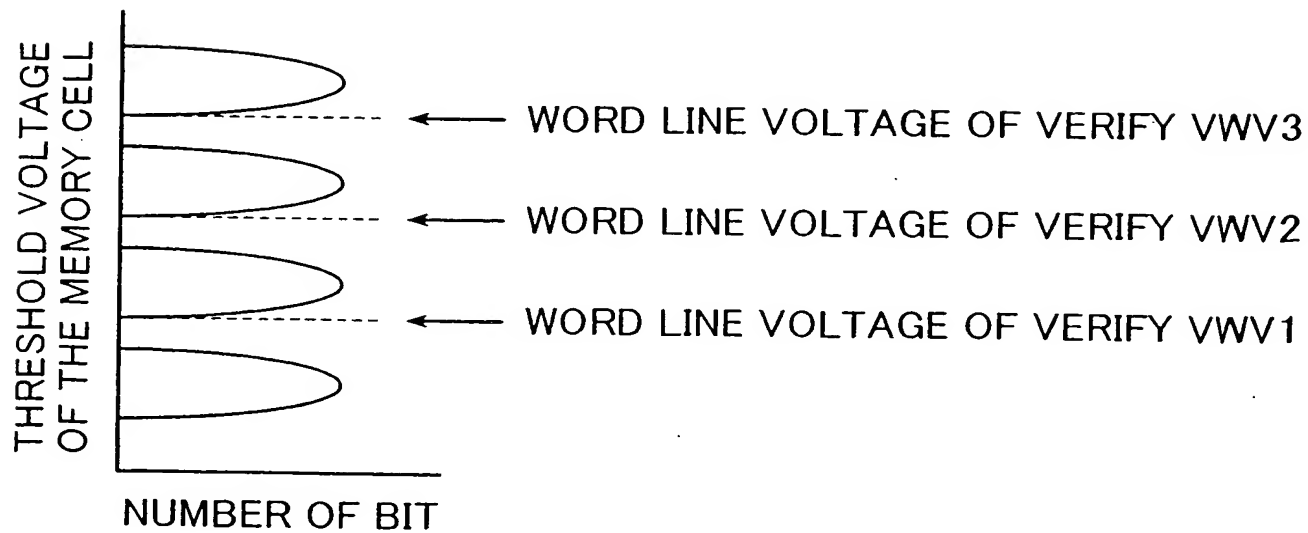 THRESHOLD VOLTAGE
OF THE MEMORY CELL
WORD LINE VOLTAGE OF VERIFY VWV3
WORD LINE VOLTAGE OF VERIFY VWV2
WORD LINE VOLTAGE OF VERIFY VWV1
NUMBER OF BIT